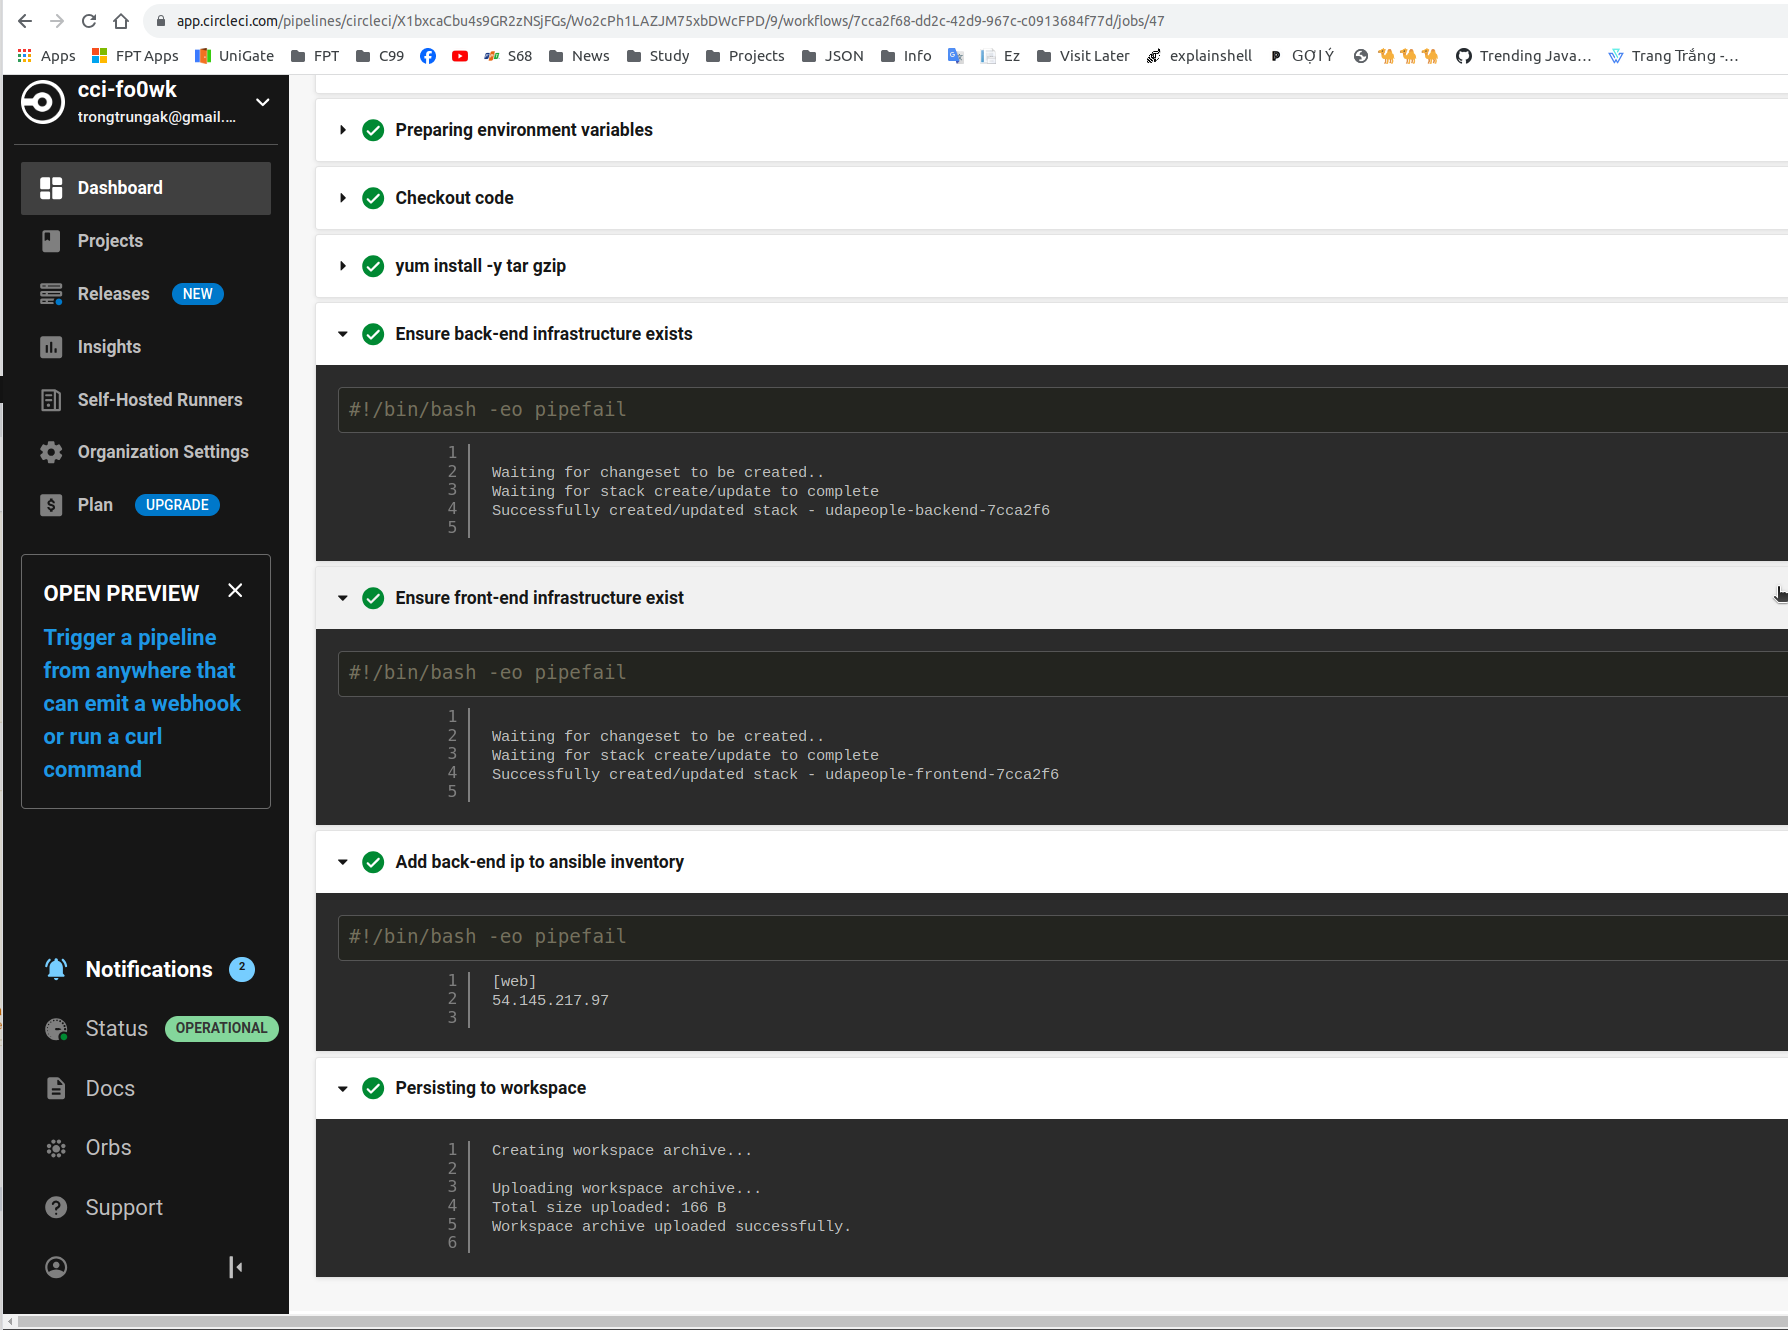 app.circleci.com/pipelines/circleci/X1bxcaCbu4s9GR2zNSjFGs/Wo2cPh1LAZJM75xbDWcFPD/9/workflows/7cca2f68-dd2c-42d9-967c-c0913684f77d/jobs/47
Apps FPT Apps UniGate FPT C99 S68 News Study Projects JSON Info Ez Visit Later explainshell P GỢI Ý Trending Java... Trang Trắng -...
cci-fo0wk
trongtrungak@gmail....
Dashboard
Projects
Releases NEW
Insights
Self-Hosted Runners
Organization Settings
Plan UPGRADE
OPEN PREVIEW
Trigger a pipeline
from anywhere that
can emit a webhook
or run a curl
command
Notifications 2
Status OPERATIONAL
Docs
Orbs
Support
Preparing environment variables
Checkout code
yum install -y tar gzip
Ensure back-end infrastructure exists
#!/bin/bash -eo pipefail
1
2 Waiting for changeset to be created..
3 Waiting for stack create/update to complete
4 Successfully created/updated stack - udapeople-backend-7cca2f6
5
Ensure front-end infrastructure exist
#!/bin/bash -eo pipefail
1
2 Waiting for changeset to be created..
3 Waiting for stack create/update to complete
4 Successfully created/updated stack - udapeople-frontend-7cca2f6
5
Add back-end ip to ansible inventory
#!/bin/bash -eo pipefail
1 [web]
2 54.145.217.97
3
Persisting to workspace
1 Creating workspace archive...
2
3 Uploading workspace archive...
4 Total size uploaded: 166 B
5 Workspace archive uploaded successfully.
6